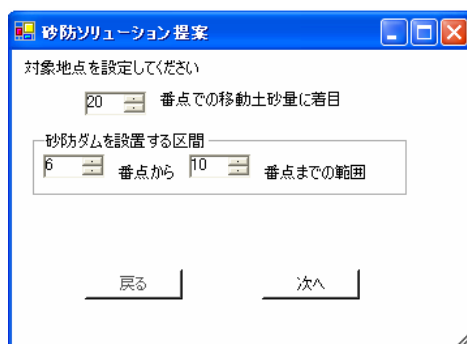 砂防ソリューション提案
対象地点を設定してください
20 番点での移動土砂量に着目
砂防ダムを設置する区間
6 番点から 10 番点までの範囲
戻る 次へ